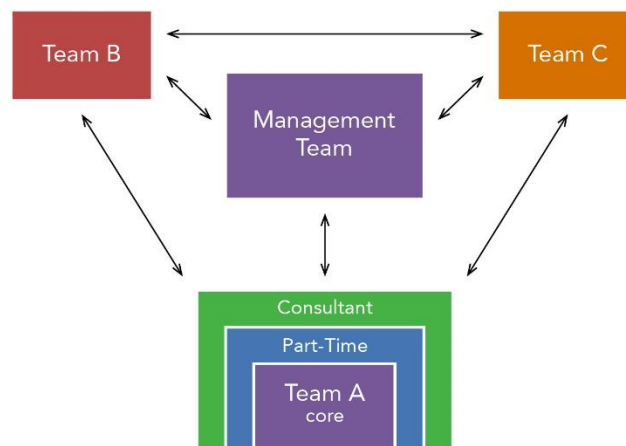 Team B
Team C
Management
Team
Consultant
Part-Time
Team A
core